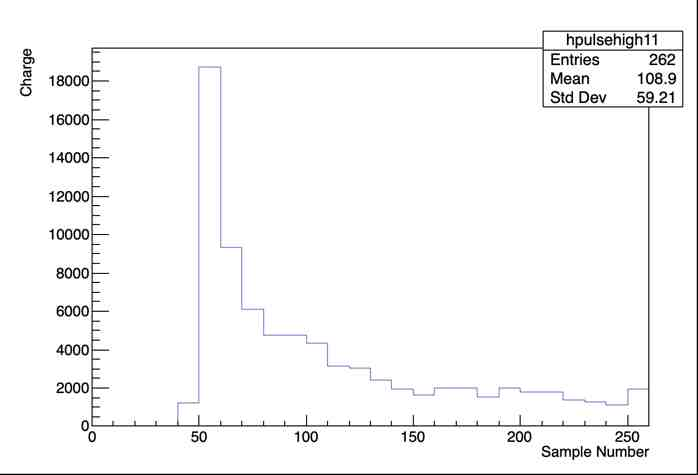 hpulsehigh11
Entries 262
Mean 108.9
Std Dev 59.21
Charge
18000
16000
14000
12000
10000
8000
6000
4000
2000
0
0 50 100 150 200 250
Sample Number